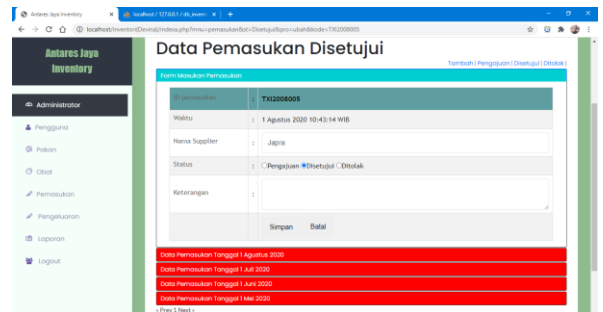 Antares Jaya Inventory
localhost / 127.0.0.1 / db_invent
localhost/inventoriDevina/indexa.php?mnu=pemasukan&st=Disetujui&pro=ubah&kode=TXI2008005
Antares Jaya
Inventory
Administrator
Pengguna
Pakan
Obat
Pemasukan
Pengeluaran
Laporan
Logout
Data Pemasukan Disetujui
Tambah | Pengajuan | Disetujui | Ditolak |
Form Masukan Pemasukan
ID pemasukan : TXI2008005
Waktu : 1 Agustus 2020 10:43:14 WIB
Nama Supplier : Japra
Status : Pengajuan Disetujui Ditolak
Keterangan :
Simpan Batal
Data Pemasukan Tanggal 1 Agustus 2020
Data Pemasukan Tanggal 1 Juli 2020
Data Pemasukan Tanggal 1 Juni 2020
Data Pemasukan Tanggal 1 Mei 2020
« Prev 1 Next »